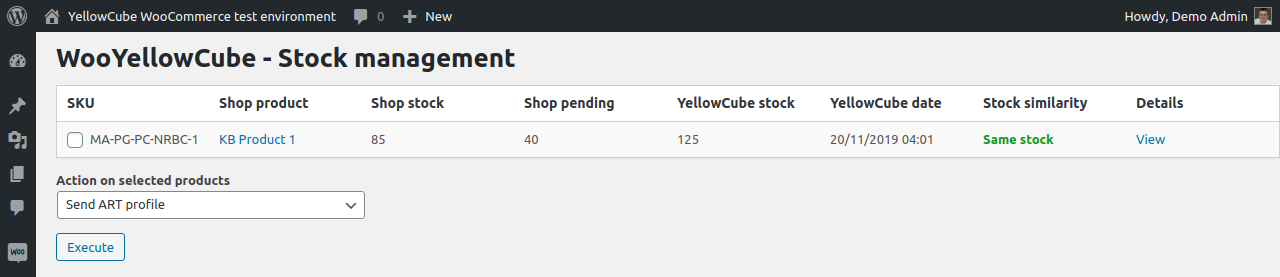 YellowCube WooCommerce test environment 0 New Howdy, Demo Admin
WooYellowCube - Stock management
SKU Shop product Shop stock Shop pending YellowCube stock YellowCube date Stock similarity Details
MA-PG-PC-NRBC-1 KB Product 1 85 40 125 20/11/2019 04:01 Same stock View
Action on selected products
Send ART profile
Woo
Execute